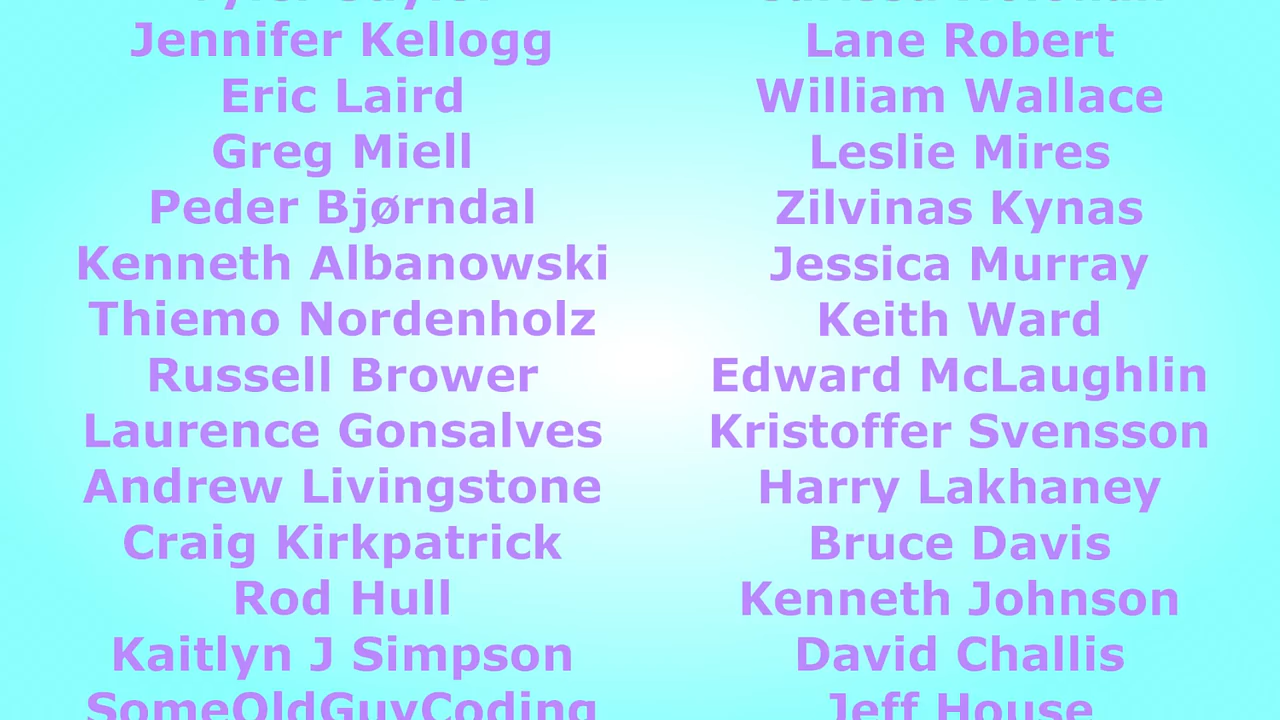 Jennifer Kellogg
Lane Robert
Eric Laird
William Wallace
Greg Miell
Leslie Mires
Peder Bjørndal
Zilvinas Kynas
Kenneth Albanowski
Jessica Murray
Thiemo Nordenholz
Keith Ward
Russell Brower
Edward McLaughlin
Laurence Gonsalves
Kristoffer Svensson
Andrew Livingstone
Harry Lakhaney
Craig Kirkpatrick
Bruce Davis
Rod Hull
Kenneth Johnson
Kaitlyn J Simpson
David Challis
SomeOldGuyCoding
Jeff House